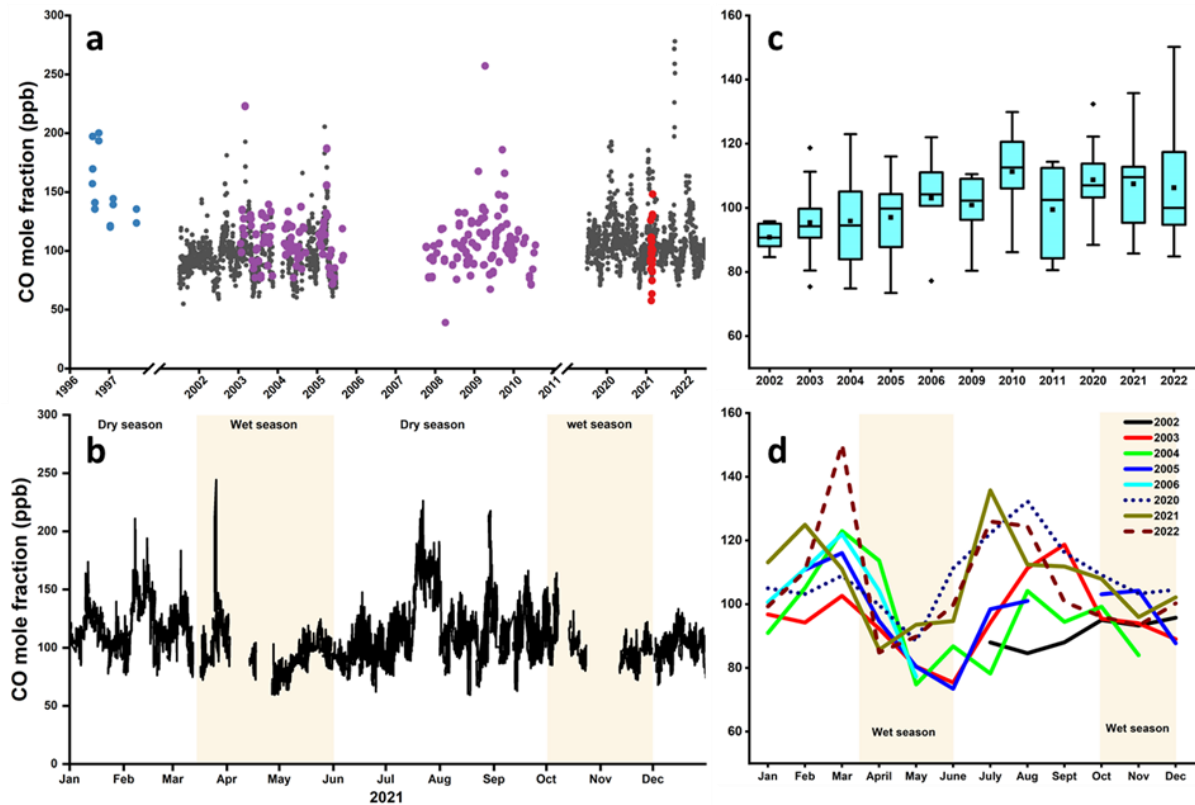 a
CO mole fraction (ppb)
300
250
200
150
100
50
0
1996
1997
2002
2003
2004
2005
2006
2007
2008
2009
2010
2011
2020
2021
2022
c
160
140
120
100
80
60
2002
2003
2004
2005
2006
2009
2010
2011
2020
2021
2022
b
Dry season
Wet season
Dry season
wet season
CO mole fraction (ppb)
300
250
200
150
100
50
0
Jan
Feb
Mar
Apr
May
Jun
Jul
Aug
Sep
Oct
Nov
Dec
2021
d
160
140
120
100
80
60
2002
2003
2004
2005
2006
2020
2021
2022
Wet season
Wet season
Jan
Feb
Mar
April
May
June
July
Aug
Sept
Oct
Nov
Dec